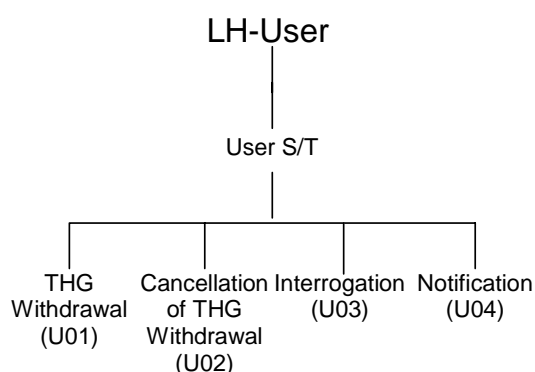 LH-User
User S/T
THG
Withdrawal
(U01)
Cancellation
of THG
Withdrawal
(U02)
Interrogation
(U03)
Notification
(U04)